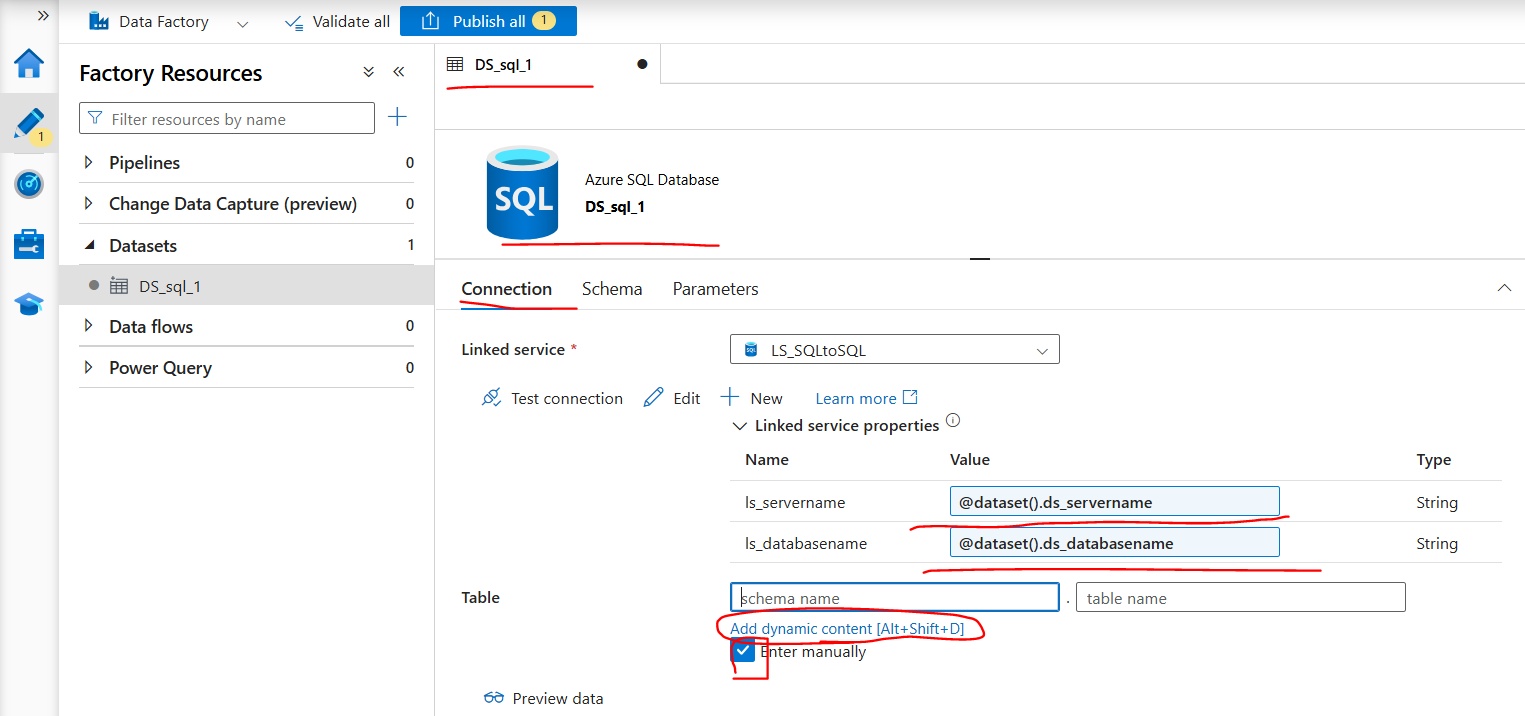 Data Factory Validate all Publish all 1
Factory Resources
Filter resources by name
1
Pipelines 0
Change Data Capture (preview) 0
Datasets 1
DS_sql_1
Data flows 0
Power Query 0
DS_sql_1
SQL
Azure SQL Database
DS_sql_1
Connection Schema Parameters
Linked service * SQL LS_SQLtoSQL
Test connection Edit New Learn more
Linked service properties
Name Value Type
ls_servername @dataset().ds_servername String
ls_databasename @dataset().ds_databasename String
Table schema name . table name
Add dynamic content [Alt+Shift+D]
Enter manually
Preview data